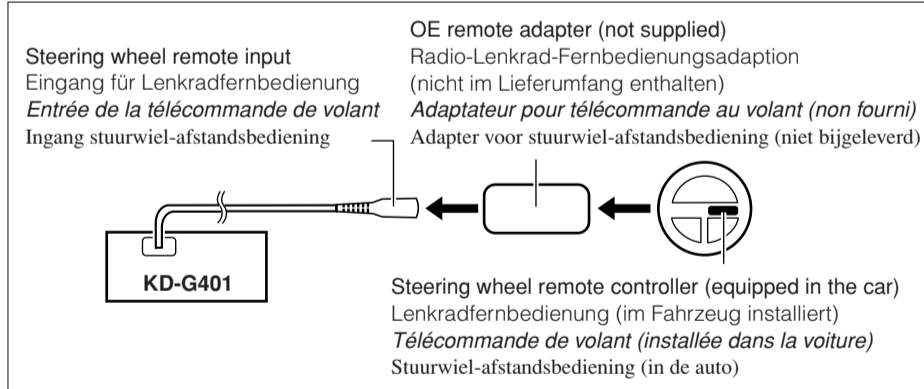 Steering wheel remote input
Eingang für Lenkradfernbedienung
Entrée de la télécommande de volant
Ingang stuurwiel-afstandsbediening
OE remote adapter (not supplied)
Radio-Lenkrad-Fernbedienungsadaption
(nicht im Lieferumfang enthalten)
Adaptateur pour télécommande au volant (non fourni)
Adapter voor stuurwiel-afstandsbediening (niet bijgeleverd)
KD-G401
Steering wheel remote controller (equipped in the car)
Lenkradfernbedienung (im Fahrzeug installiert)
Télécommande de volant (installée dans la voiture)
Stuurwiel-afstandsbediening (in de auto)